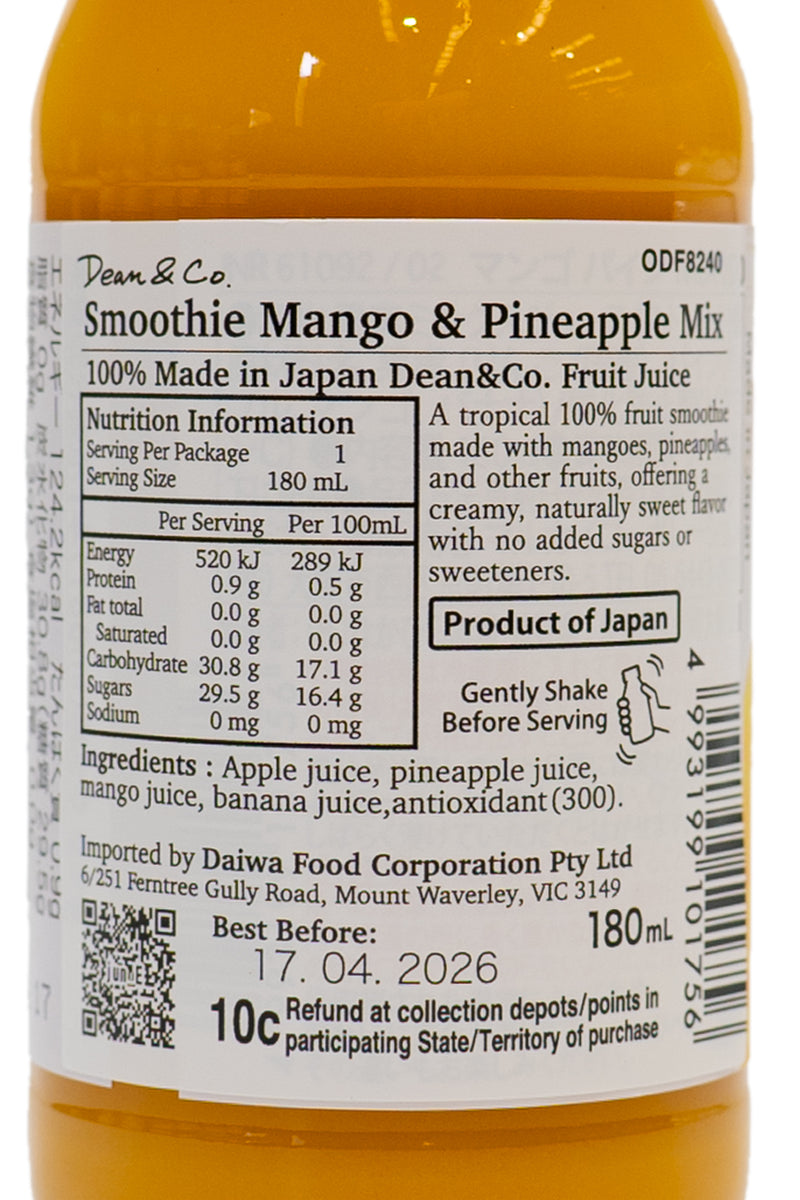 Dean & Co.
ODF8240
Smoothie Mango & Pineapple Mix
100% Made in Japan Dean&Co. Fruit Juice
Nutrition Information
Serving Per Package 1
Serving Size 180 mL
Per Serving Per 100mL
Energy 520 kJ 289 kJ
Protein 0.9 g 0.5 g
Fat total 0.0 g 0.0 g
Saturated 0.0 g 0.0 g
Carbohydrate 30.8 g 17.1 g
Sugars 29.5 g 16.4 g
Sodium 0 mg 0 mg
A tropical 100% fruit smoothie
made with mangoes, pineapples,
and other fruits, offering a
creamy, naturally sweet flavor
with no added sugars or
sweeteners.
Product of Japan
Gently Shake
Before Serving
Ingredients : Apple juice, pineapple juice,
mango juice, banana juice,antioxidant(300).
Imported by Daiwa Food Corporation Pty Ltd
6/251 Ferntree Gully Road, Mount Waverley, VIC 3149
Best Before:
17. 04. 2026
180mL
10c Refund at collection depots/points in
participating State/Territory of purchase
4 993199 101756